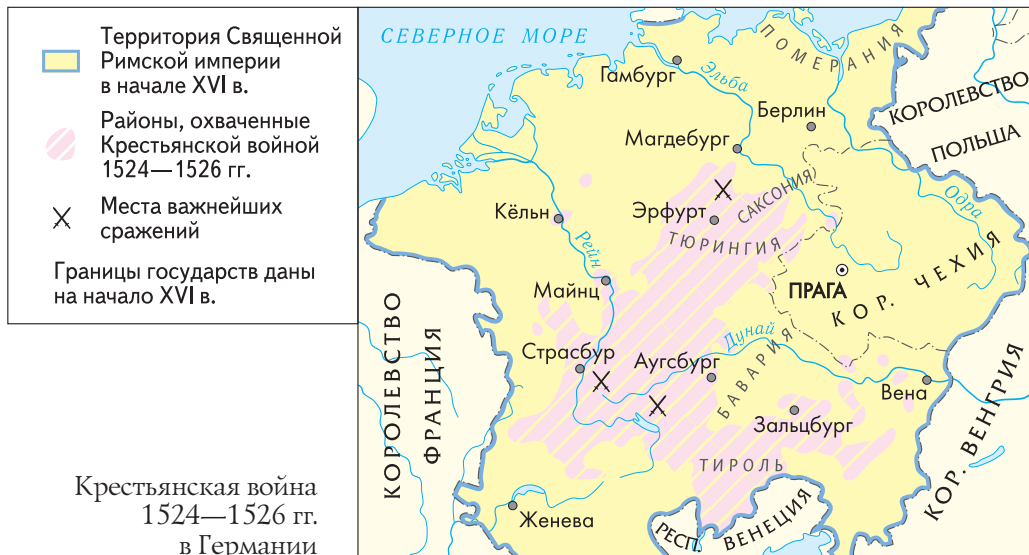 Территория Священной
Римской империи
в начале XVI в.
Районы, охваченные
Крестьянской войной
1524—1526 гг.
Места важнейших
сражений
Границы государств даны
на начало XVI в.
Крестьянская война
1524—1526 гг.
в Германии
СЕВЕРНОЕ МОРЕ
ПОМЕРАНИЯ
Гамбург
Эльба
Берлин
КОРОЛЕВСТВО
ПОЛЬША
Магдебург
Одра
Кёльн
Эрфурт
САКСОНИЯ
ТЮРИНГИЯ
Рейн
Майнц
ПРАГА
КОР. ЧЕХИЯ
КОРОЛЕВСТВО
ФРАНЦИЯ
Страсбур
Аугсбург
Дунай
БАВАРИЯ
Вена
Зальцбург
ТИРОЛЬ
КОР. ВЕНГРИЯ
Женева
РЕСП. ВЕНЕЦИЯ